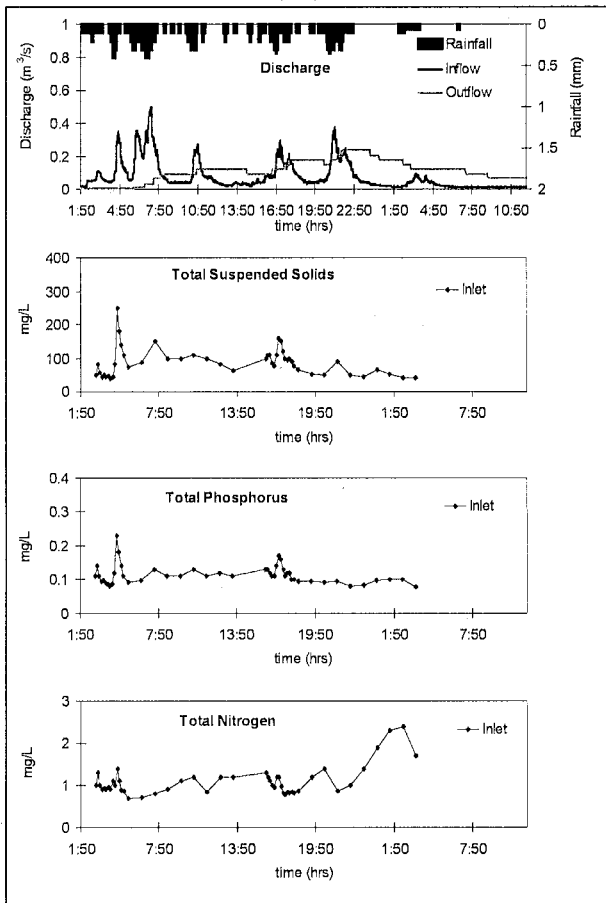 Discharge
Rainfall
Inflow
Outflow
Discharge (m³/s)
1
0.8
0.6
0.4
0.2
0
Rainfall (mm)
0
0.5
1
1.5
2
1:50 4:50 7:50 10:50 13:50 16:50 19:50 22:50 1:50 4:50 7:50 10:50
time (hrs)
Total Suspended Solids
Inlet
mg/L
400
300
200
100
0
1:50 7:50 13:50 19:50 1:50 7:50
time (hrs)
Total Phosphorus
Inlet
mg/L
0.4
0.3
0.2
0.1
0
1:50 7:50 13:50 19:50 1:50 7:50
time (hrs)
Total Nitrogen
Inlet
mg/L
3
2
1
0
1:50 7:50 13:50 19:50 1:50 7:50
time (hrs)